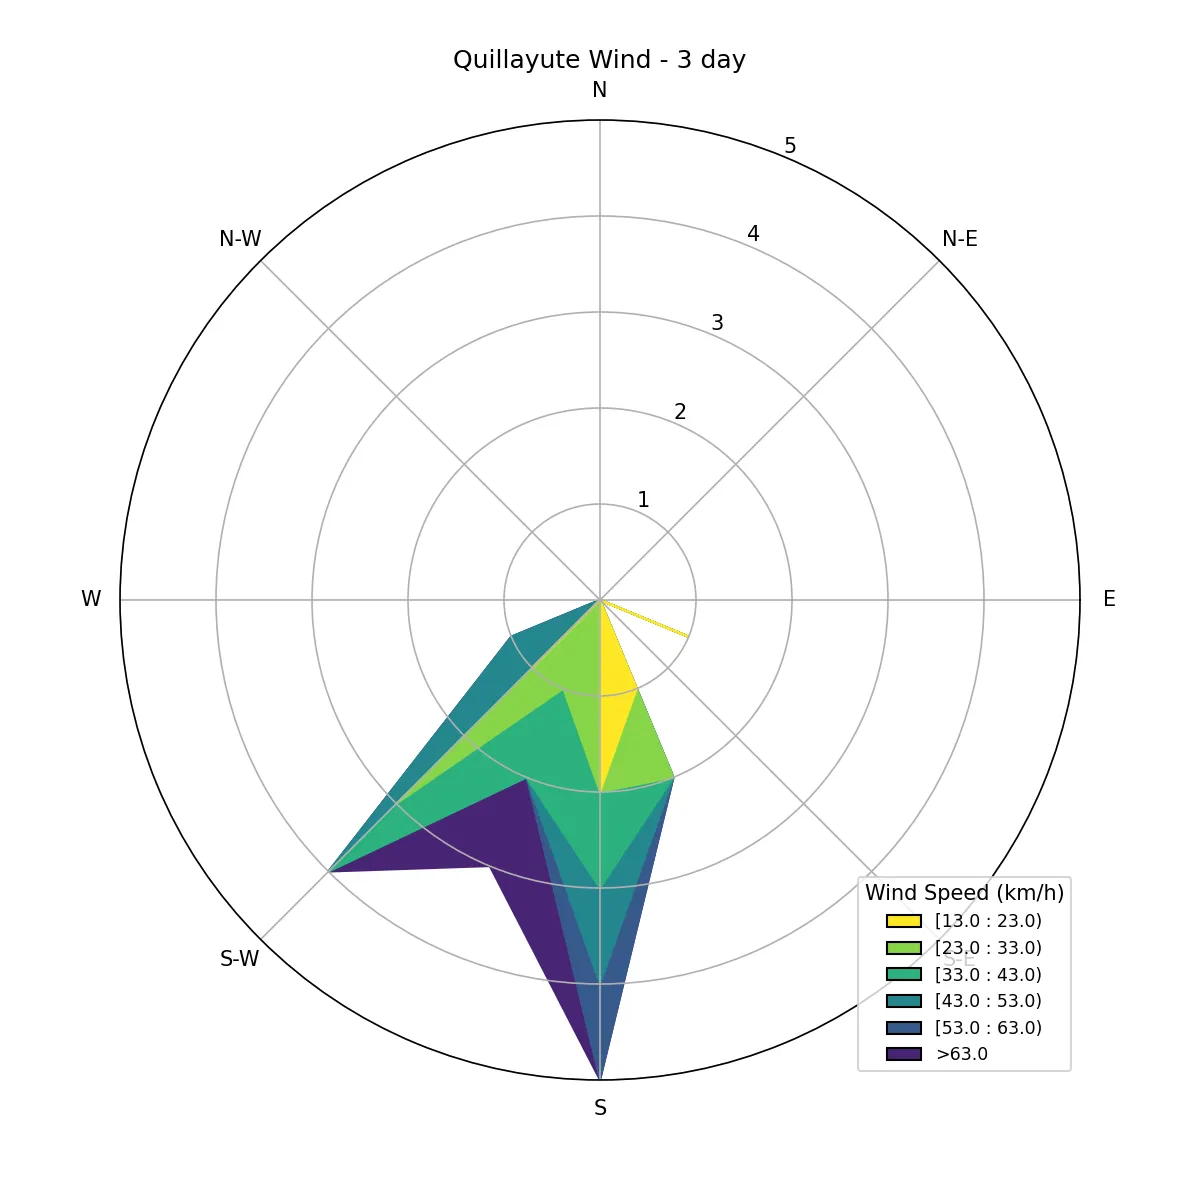 Quillayute Wind - 3 day
N
5
N-W
N-E
4
3
2
1
W
E
Wind Speed (km/h)
[13.0 : 23.0)
[23.0 : 33.0)
S-W
S-E
[33.0 : 43.0)
[43.0 : 53.0)
[53.0 : 63.0)
>63.0
S